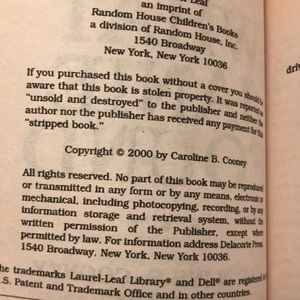 Leaf
an imprint of
Random House Children's Books
a division of Random House, Inc.
1540 Broadway
New York, New York 10036
If you purchased this book without a cover you should be
aware that this book is stolen property. It was reported as
"unsold and destroyed" to the publisher and neither the
author nor the publisher has received any payment for this
"stripped book."
Copyright © 2000 by Caroline B. Cooney
All rights reserved. No part of this book may be reproduced
or transmitted in any form or by any means, electronic or
mechanical, including photocopying, recording, or by any
information storage and retrieval system, without the
written permission of the Publisher, except where
permitted by law. For information address Delacorte Press,
1540 Broadway, New York, New York 10036.
The trademarks Laurel-Leaf Library® and Dell® are registered in
U.S. Patent and Trademark Office and in other countries.